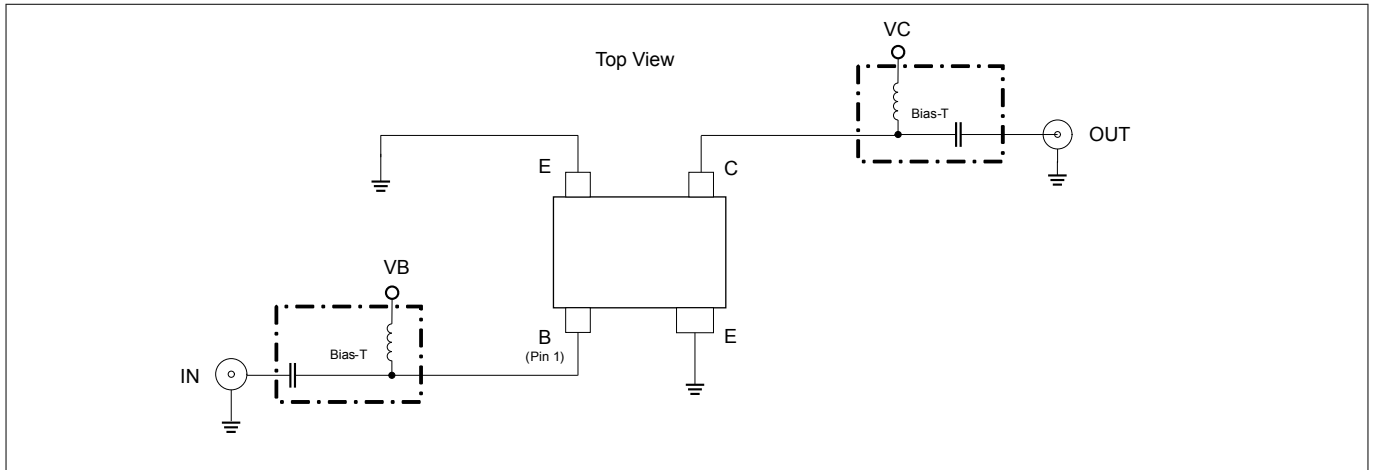 VC
Top View
Bias-T
OUT
E
C
VB
B
(Pin 1)
E
Bias-T
IN